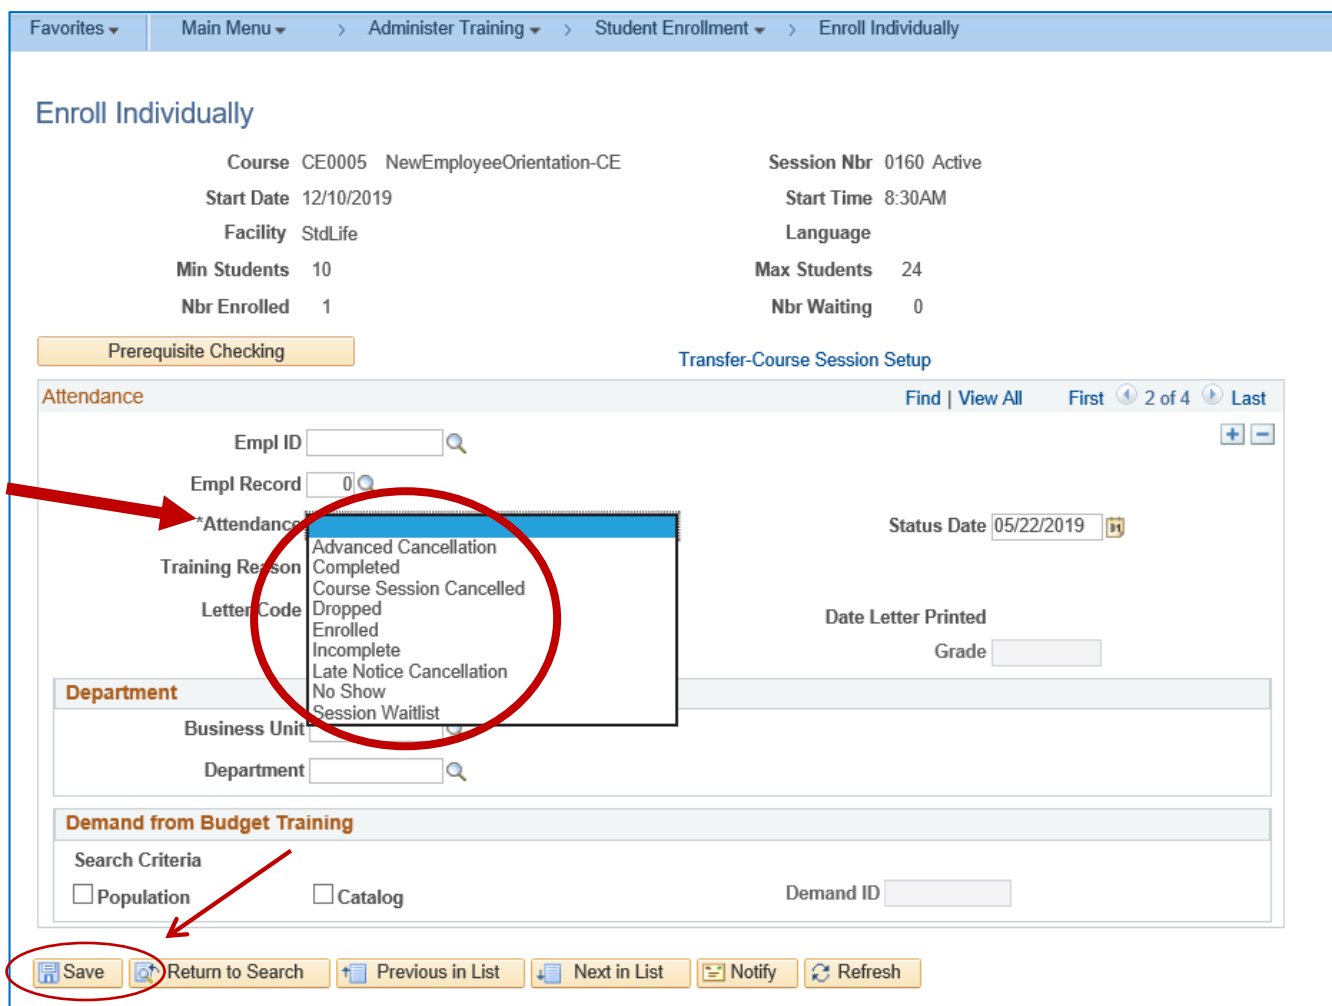 Favorites Main Menu > Administer Training > Student Enrollment > Enroll Individually
Enroll Individually
Course CE0005 NewEmployeeOrientation-CE Session Nbr 0160 Active
Start Date 12/10/2019 Start Time 8:30AM
Facility StdLife Language
Min Students 10 Max Students 24
Nbr Enrolled 1 Nbr Waiting 0
Prerequisite Checking Transfer-Course Session Setup
Attendance Find | View All First 2 of 4 Last
Empl ID
Empl Record 0
*Attendance Status Date 05/22/2019
Advanced Cancellation
Training Reason Completed
Course Session Cancelled
Letter Code Dropped Date Letter Printed
Enrolled
Incomplete Grade
Late Notice Cancellation
Department No Show
Session Waitlist
Business Unit
Department
Demand from Budget Training
Search Criteria
Population Catalog Demand ID
Save Return to Search Previous in List Next in List Notify Refresh